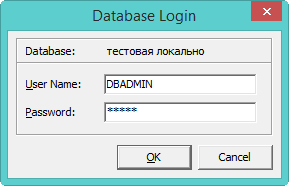 Database Login
Database: тестовая локально
User Name: DBADMIN
Password: *****
OK Cancel